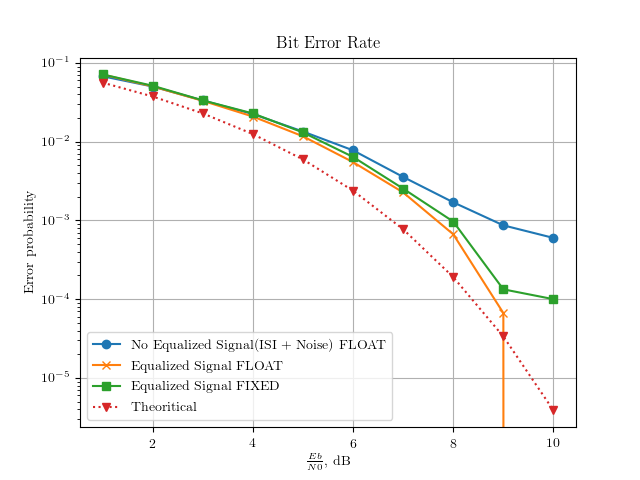 Bit Error Rate
Error probability
10^{-1}
10^{-2}
10^{-3}
10^{-4}
10^{-5}
No Equalized Signal(ISI + Noise) FLOAT
Equalized Signal FLOAT
Equalized Signal FIXED
Theoritical
2 4 6 8 10
\frac{Eb}{N0}, dB